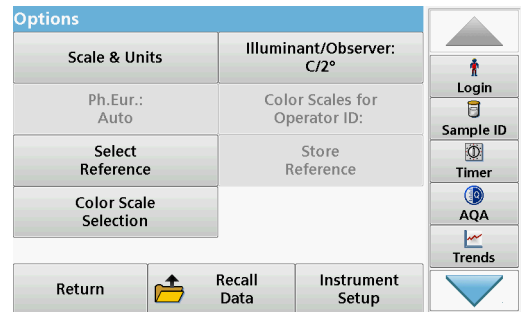 Options
Scale & Units
Illuminant/Observer:
C/2°
Ph.Eur.:
Auto
Color Scales for
Operator ID:
Select
Reference
Store
Reference
Color Scale
Selection
Return
Recall
Data
Instrument
Setup
Login
Sample ID
Timer
AQA
Trends